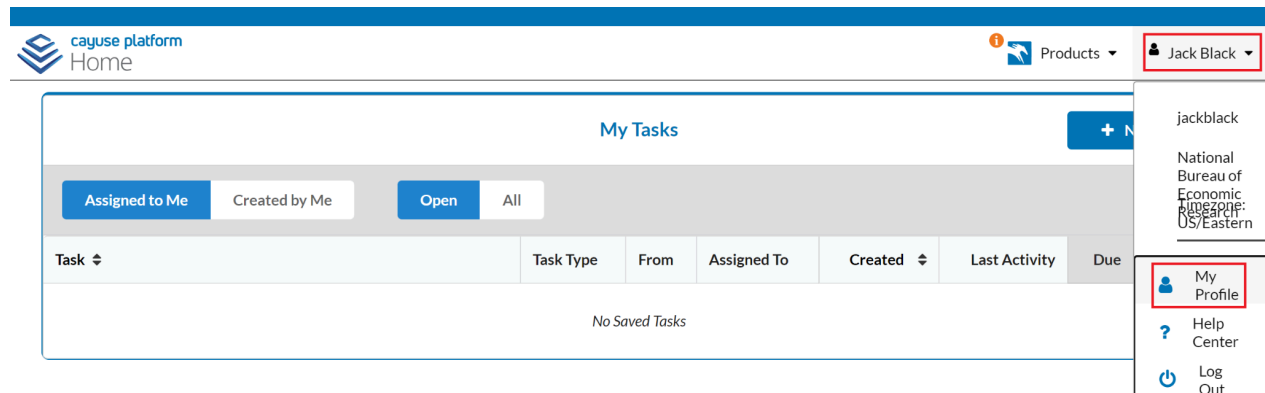 cayuse platform
Home
Products
Jack Black
My Tasks
+ N
jackblack
National
Bureau of
Economic
Research
Timezone:
US/Eastern
Assigned to Me
Created by Me
Open
All
Task
Task Type
From
Assigned To
Created
Last Activity
Due
My
Profile
No Saved Tasks
? Help
Center
Log
Out